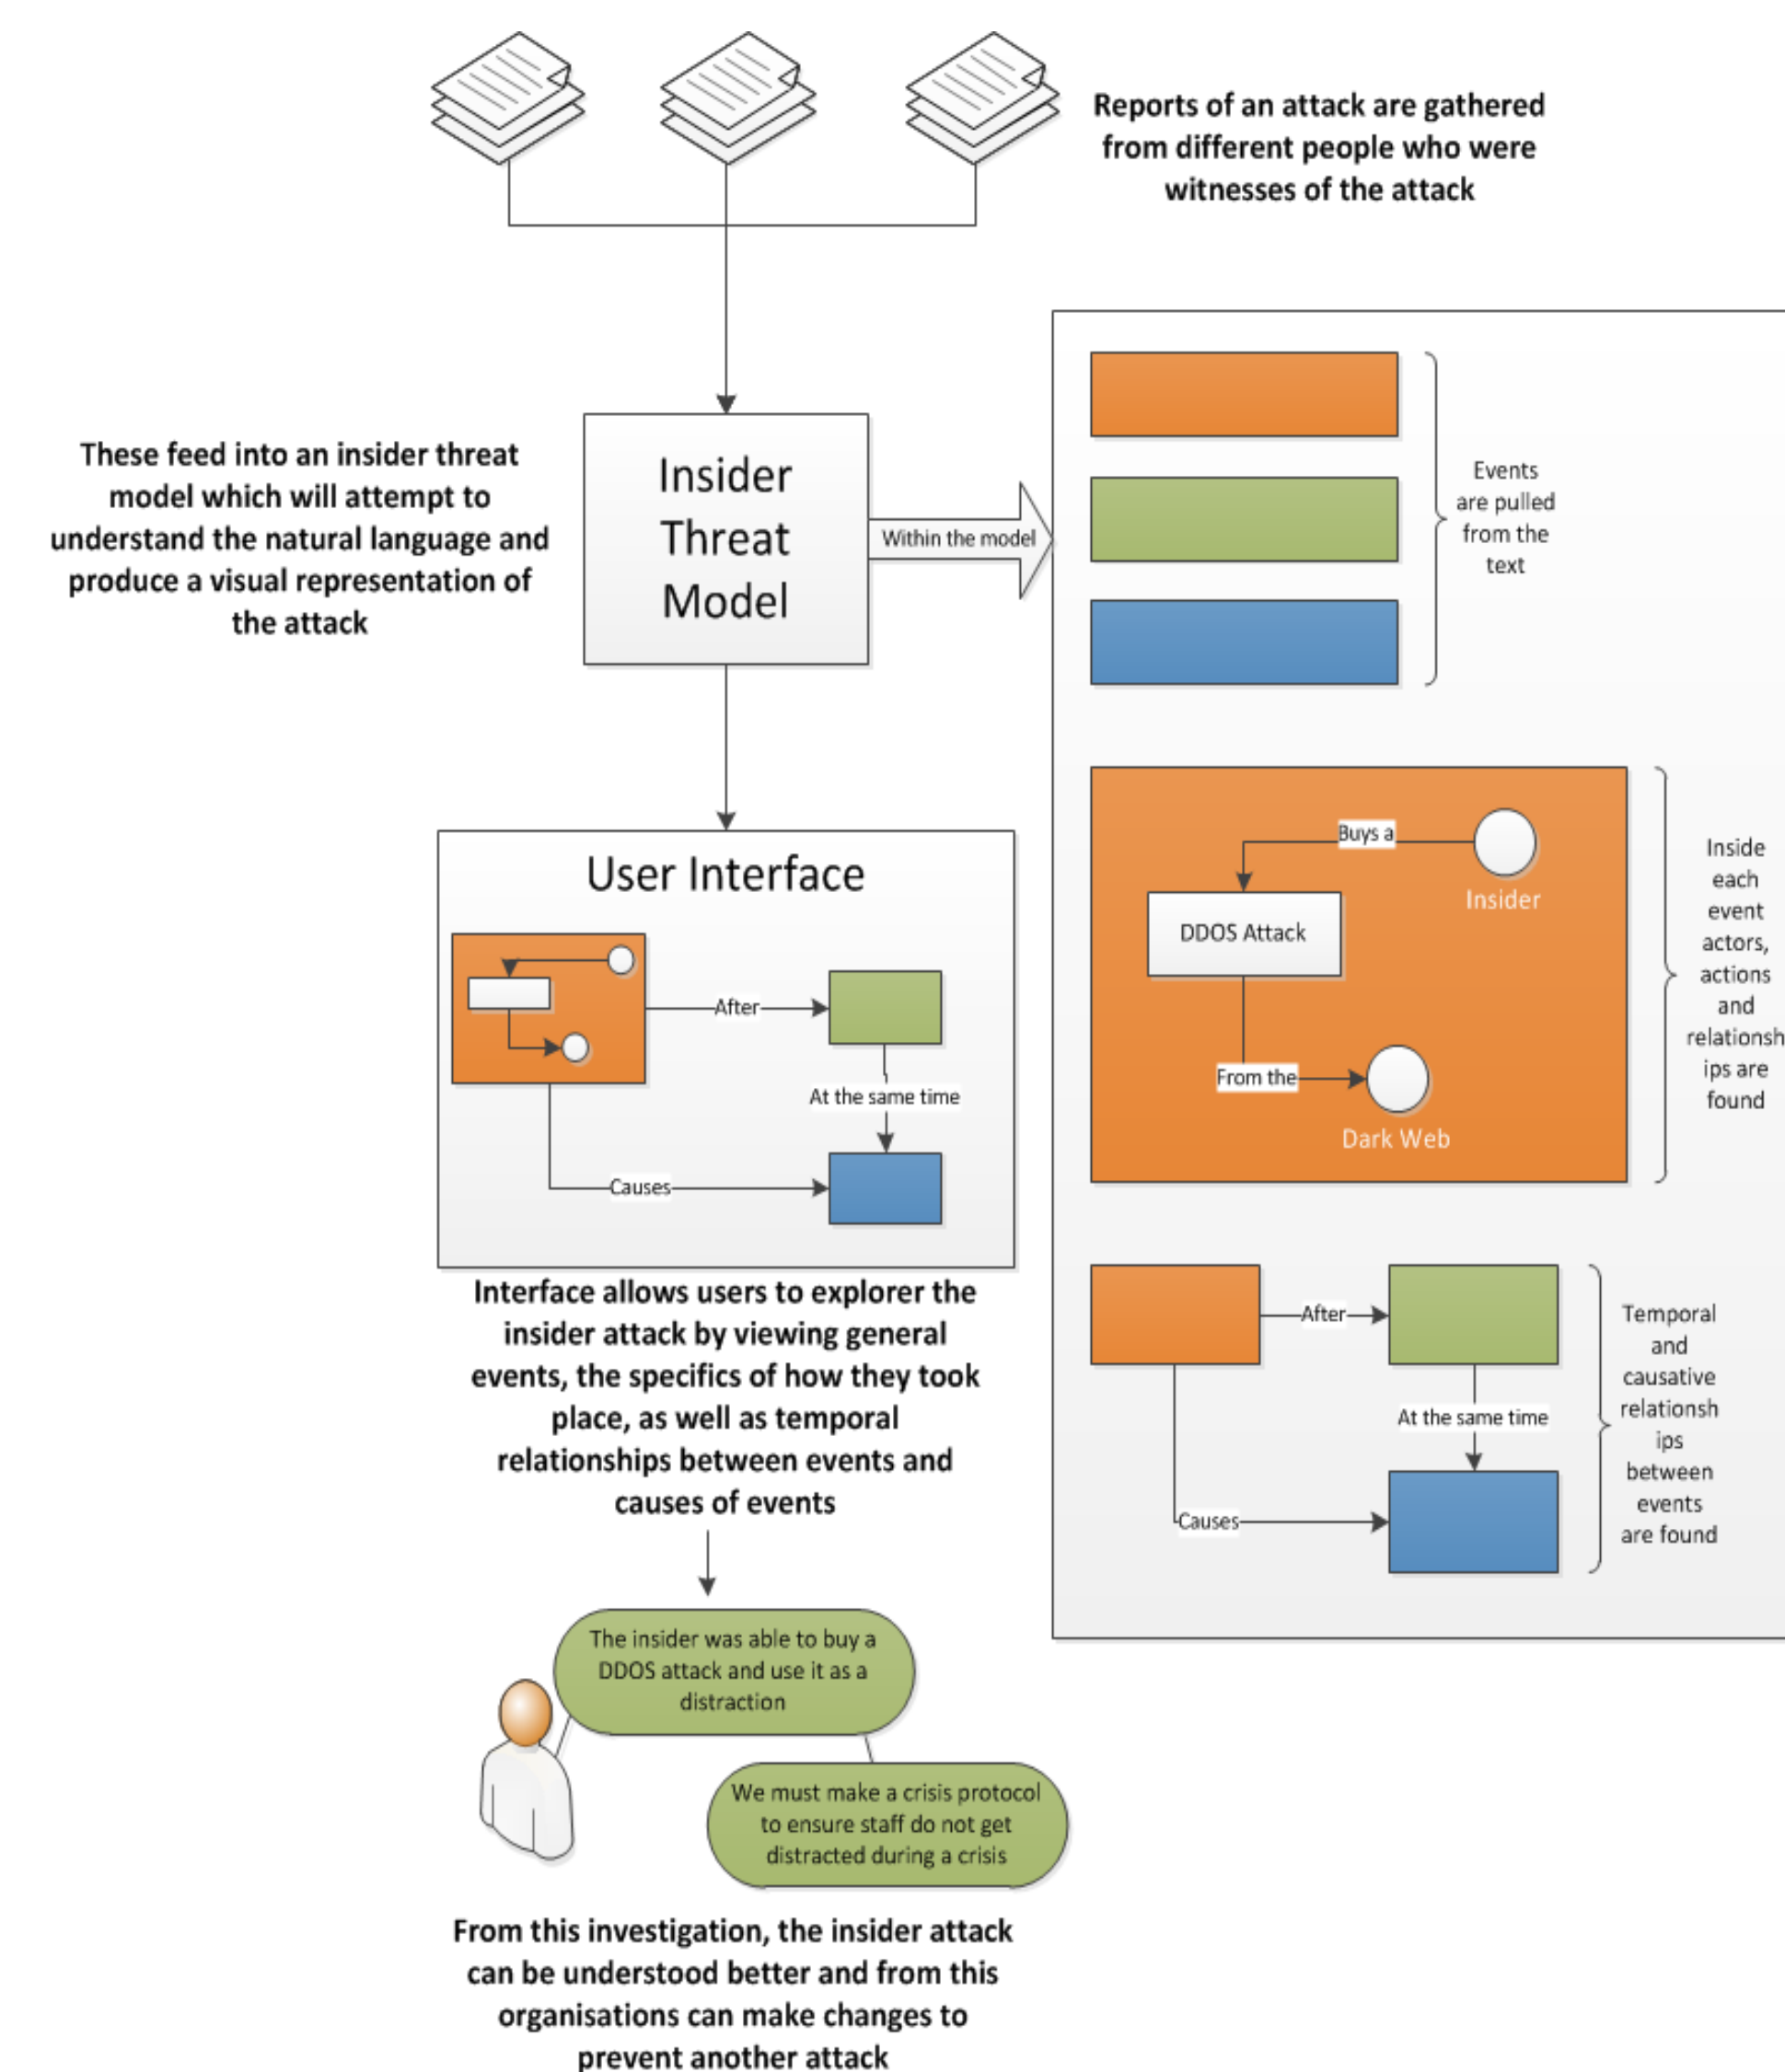 Reports of an attack are gathered
from different people who were
witnesses of the attack
These feed into an insider threat
model which will attempt to
understand the natural language and
produce a visual representation of
the attack
Insider
Threat
Model
Within the model
Events
are pulled
from the
text
Buys a
Insider
DDOS Attack
From the
Dark Web
Inside
each
event
actors,
actions
and
relationsh
ips are
found
User Interface
After
At the same time
Causes
After
At the same time
Causes
Temporal
and
causative
relationsh
ips
between
events
are found
Interface allows users to explorer the
insider attack by viewing general
events, the specifics of how they took
place, as well as temporal
relationships between events and
causes of events
The insider was able to buy a
DDOS attack and use it as a
distraction
We must make a crisis protocol
to ensure staff do not get
distracted during a crisis
From this investigation, the insider attack
can be understood better and from this
organisations can make changes to
prevent another attack